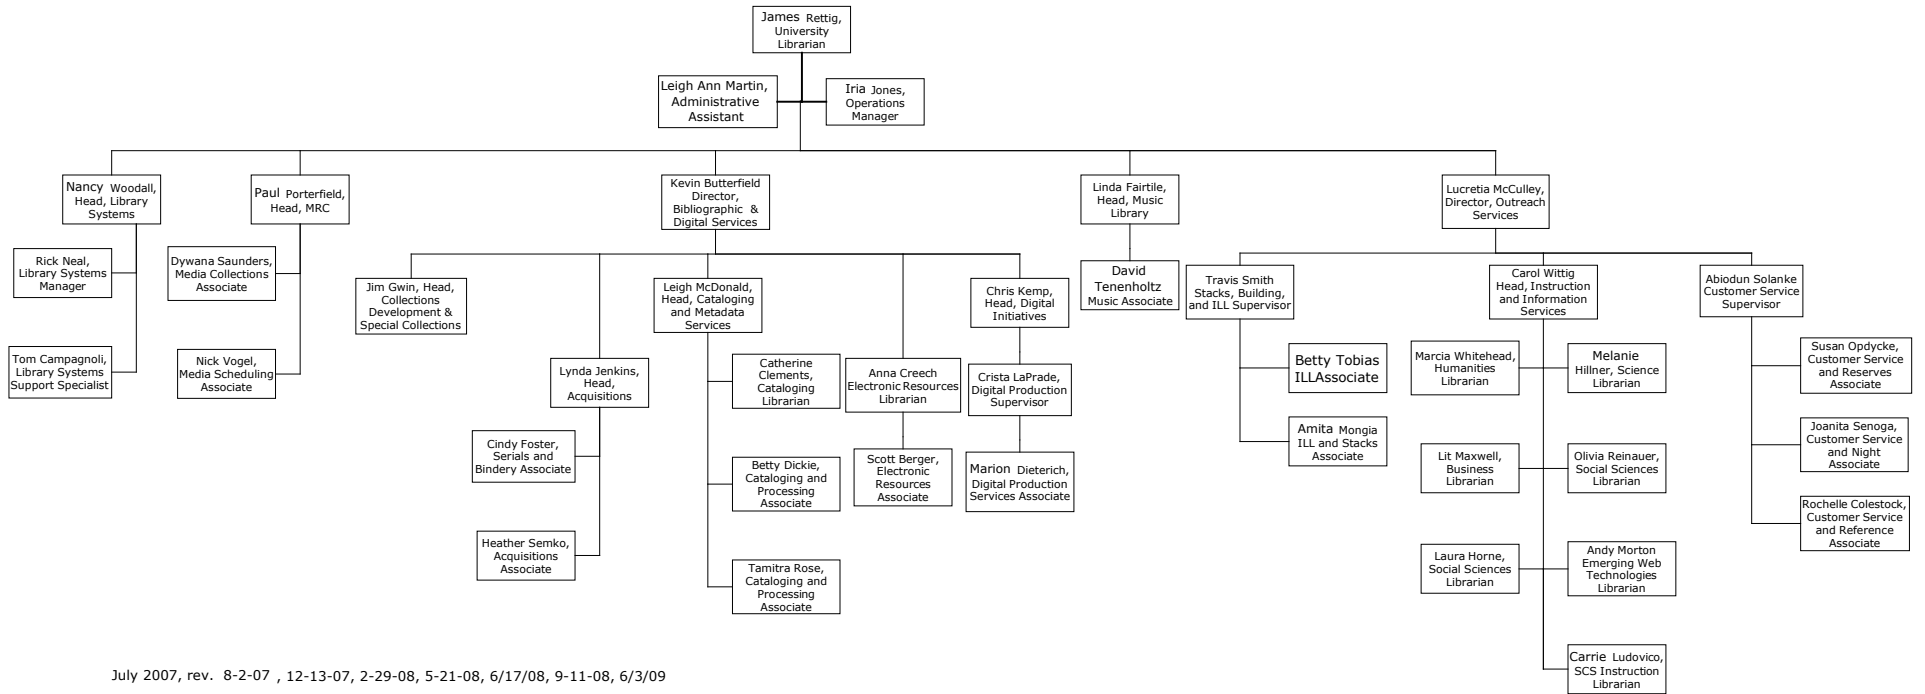 James Rettig,
University
Librarian
Leigh Ann Martin,
Administrative
Assistant
Iria Jones,
Operations
Manager
Nancy Woodall,
Head, Library
Systems
Paul Porterfield,
Head, MRC
Kevin Butterfield
Director,
Bibliographic &
Digital Services
Linda Fairtile,
Head, Music
Library
Lucretia McCulley,
Director, Outreach
Services
Rick Neal,
Library Systems
Manager
Dywana Saunders,
Media Collections
Associate
Jim Gwin, Head,
Collections
Development &
Special Collections
Leigh McDonald,
Head, Cataloging
and Metadata
Services
Chris Kemp,
Head, Digital
Initiatives
David
Tenenholtz
Music Associate
Travis Smith
Stacks, Building,
and ILL Supervisor
Carol Wittig
Head, Instruction
and Information
Services
Abiodun Solanke
Customer Service
Supervisor
Tom Campagnoli,
Library Systems
Support Specialist
Nick Vogel,
Media Scheduling
Associate
Lynda Jenkins,
Head,
Acquisitions
Catherine
Clements,
Cataloging
Librarian
Anna Creech
Electronic Resources
Librarian
Crista LaPrade,
Digital Production
Supervisor
Betty Tobias
ILLAssociate
Marcia Whitehead,
Humanities
Librarian
Melanie
Hillner, Science
Librarian
Susan Opdycke,
Customer Service
and Reserves
Associate
Cindy Foster,
Serials and
Bindery Associate
Betty Dickie,
Cataloging and
Processing
Associate
Scott Berger,
Electronic
Resources
Associate
Marion Dieterich,
Digital Production
Services Associate
Amita Mongia
ILL and Stacks
Associate
Lit Maxwell,
Business
Librarian
Olivia Reinauer,
Social Sciences
Librarian
Joanita Senoga,
Customer Service
and Night
Associate
Heather Semko,
Acquisitions
Associate
Tamitra Rose,
Cataloging and
Processing
Associate
Laura Horne,
Social Sciences
Librarian
Andy Morton
Emerging Web
Technologies
Librarian
Rochelle Colestock,
Customer Service
and Reference
Associate
Carrie Ludovico,
SCS Instruction
Librarian
July 2007, rev. 8-2-07 , 12-13-07, 2-29-08, 5-21-08, 6/17/08, 9-11-08, 6/3/09